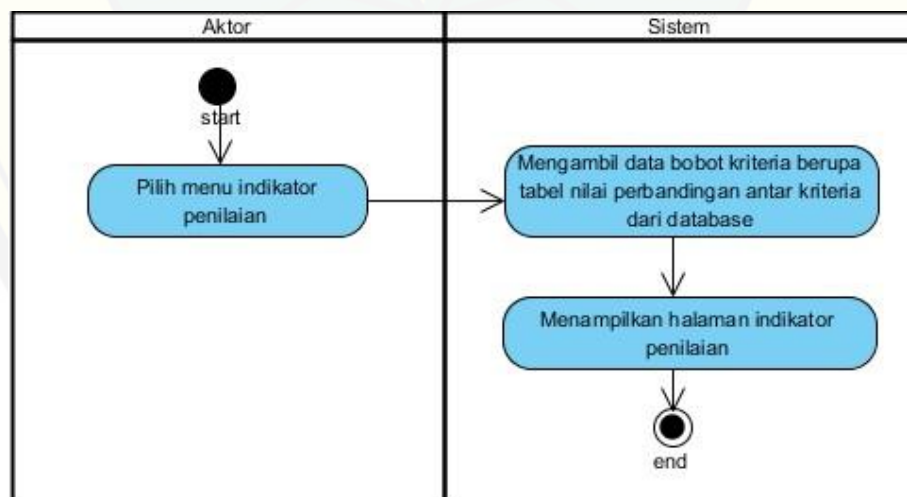 Aktor
Sistem
start
Pilih menu indikator
penilaian
Mengambil data bobot kriteria berupa
tabel nilai perbandingan antar kriteria
dari database
Menampilkan halaman indikator
penilaian
end